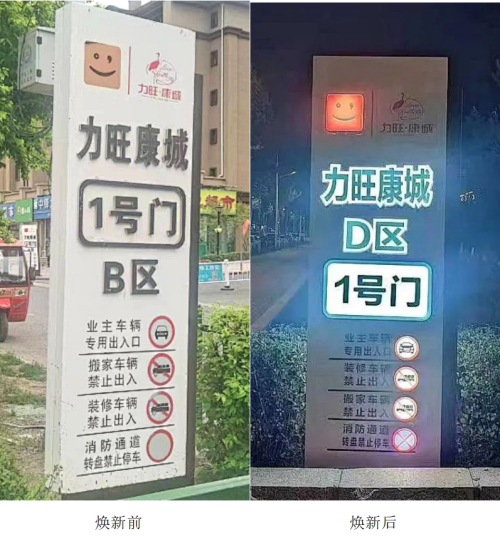 力旺·康城
力旺康城
1号门
B区
业主车辆
专用出入口
搬家车辆
禁止出入
装修车辆
禁止出入
消防通道
转盘禁止停车
超市
力旺·康城
力旺康城
D区
1号门
业主车辆
专用出入口
装修车辆
禁止出入
搬家车辆
禁止出入
消防通道
转盘禁止停车
焕新前
焕新后